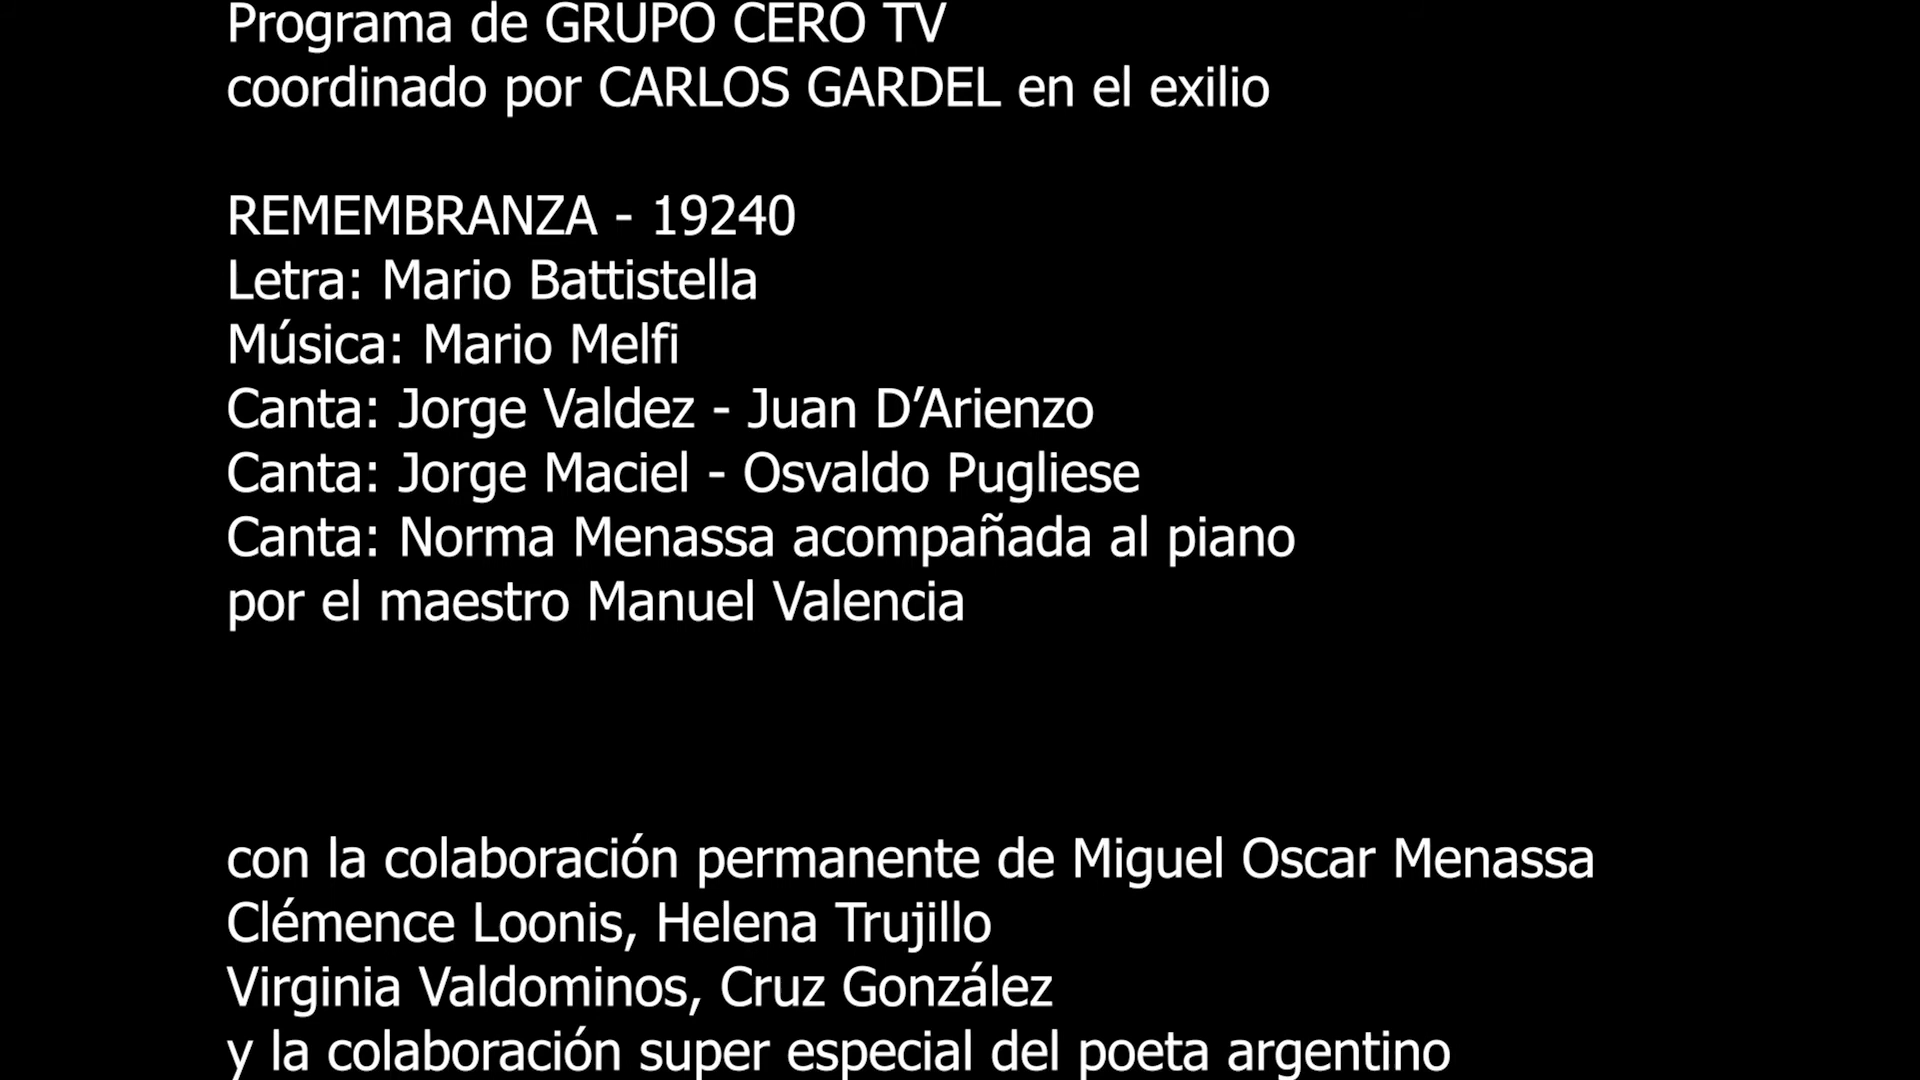 Programa de GRUPO CERO TV
coordinado por CARLOS GARDEL en el exilio
REMEMBRANZA - 19240
Letra: Mario Battistella
Música: Mario Melfi
Canta: Jorge Valdez - Juan D’Arienzo
Canta: Jorge Maciel - Osvaldo Pugliese
Canta: Norma Menassa acompañada al piano
por el maestro Manuel Valencia
con la colaboración permanente de Miguel Oscar Menassa
Clémence Loonis, Helena Trujillo
Virginia Valdominos, Cruz González
y la colaboración super especial del poeta argentino